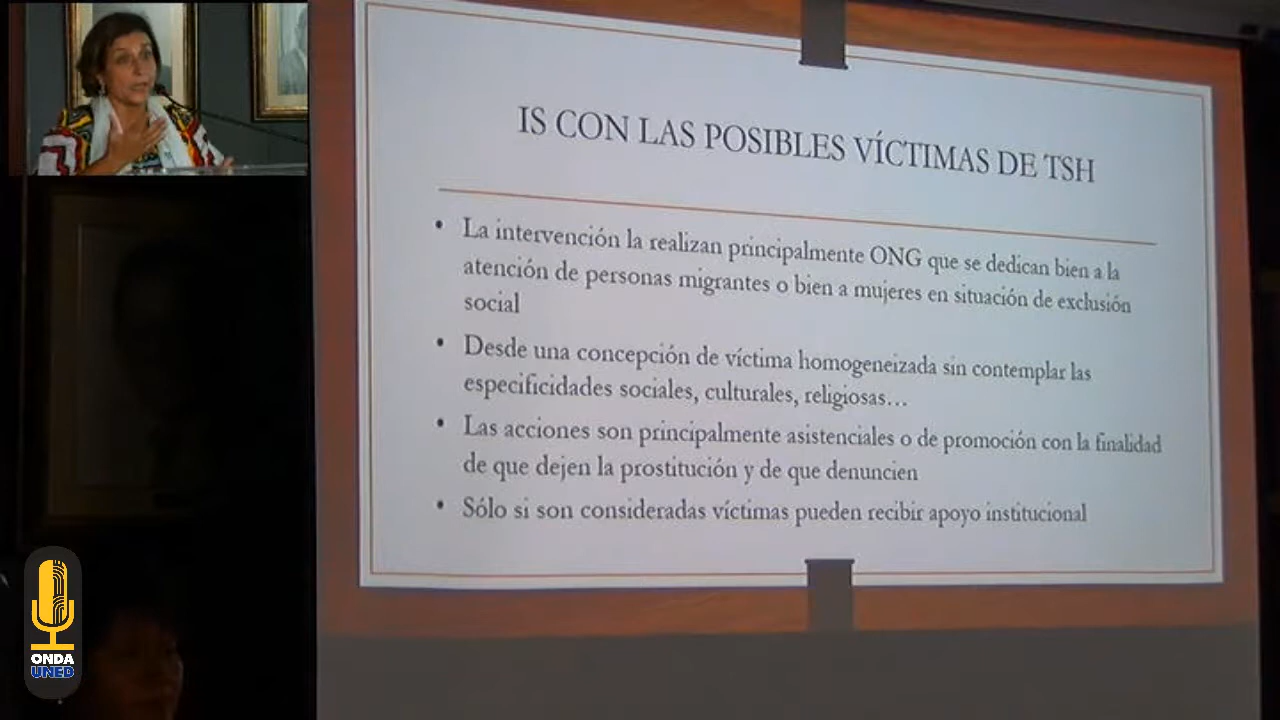 IS CON LAS POSIBLES VÍCTIMAS DE TSH
• La intervención la realizan principalmente ONG que se dedican bien a la
atención de personas migrantes o bien a mujeres en situación de exclusión
social
• Desde una concepción de víctima homogeneizada sin contemplar las
especificidades sociales, culturales, religiosas...
• Las acciones son principalmente asistenciales o de promoción con la finalidad
de que dejen la prostitución y de que denuncien
• Sólo si son consideradas víctimas pueden recibir apoyo institucional
ONDA
UNED